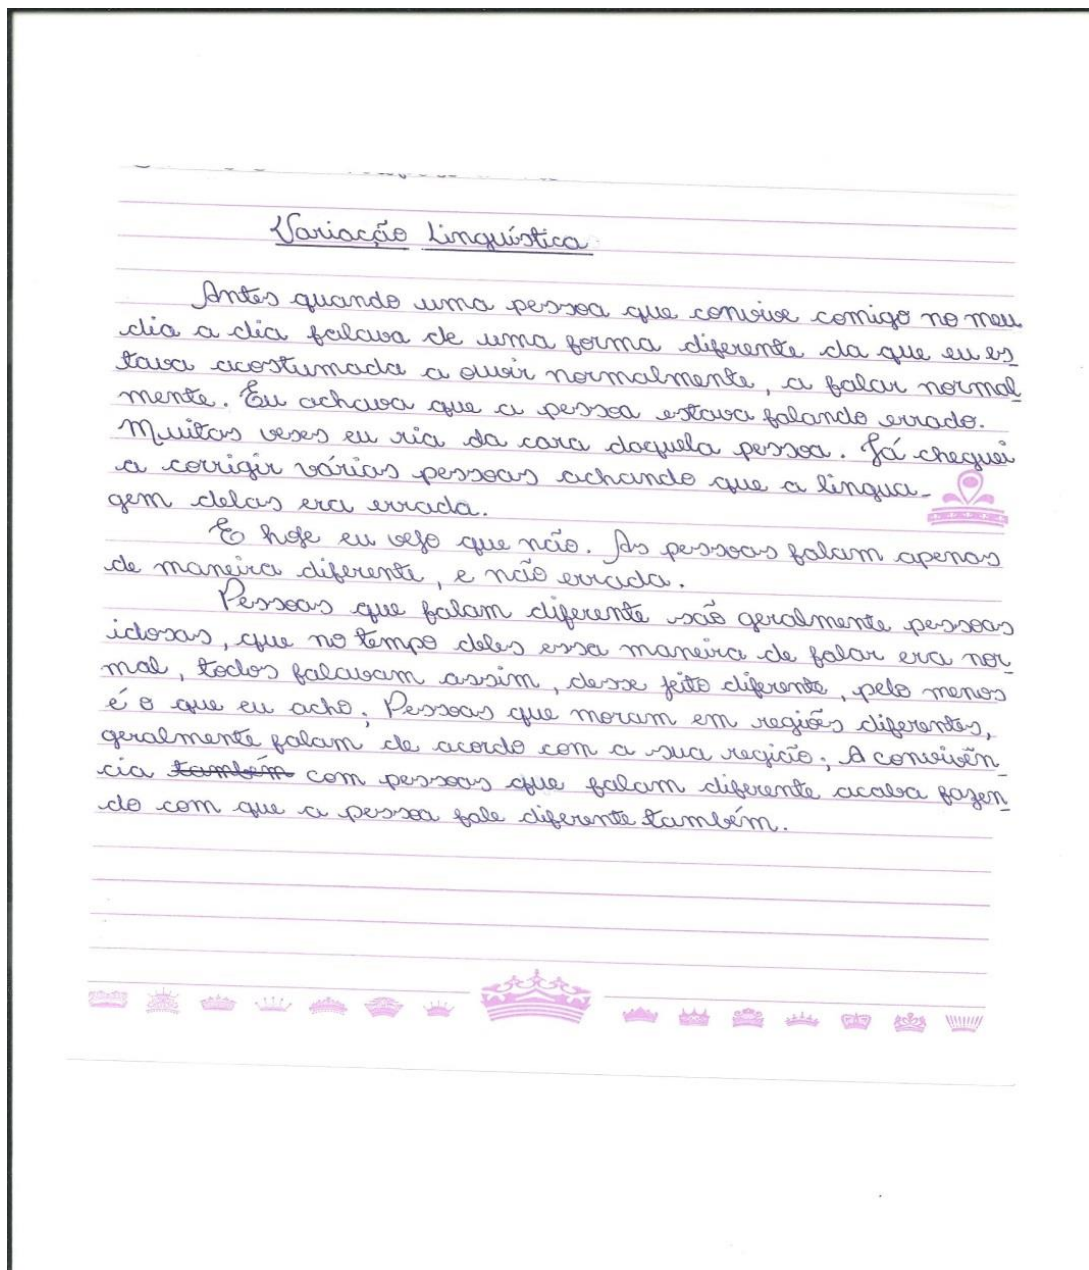 Variacção Linguística
Antes quando uma pessoa que convive comigo no meu
dia a dia falava de uma forma diferente da que eu es
tava acostumada a ouvir normalmente, a falar normal-
mente. Eu achava que a pessoa estava falando errado.
Muitas veses eu ria da cara daquela pessoa. Já cheguei
a corrigir várias pessoas achando que a lingua-
gem delas era errada.
E hoje eu vejo que não. As pessoas falam apenas
de maneira diferente, e não errada.
Pessoas que falam diferente são geralmente pessoas
idosas, que no tempo deles essa maneira de falar era nor
mal, todos falavam assim, desse jeito diferente, pelo menos
é o que eu acho; Pessoas que moram em regiões diferentes,
geralmente falam de acordo com a sua região; A convivên-
cia também com pessoas que falam diferente acaba fazen-
do com que a pessoa fale diferente também.